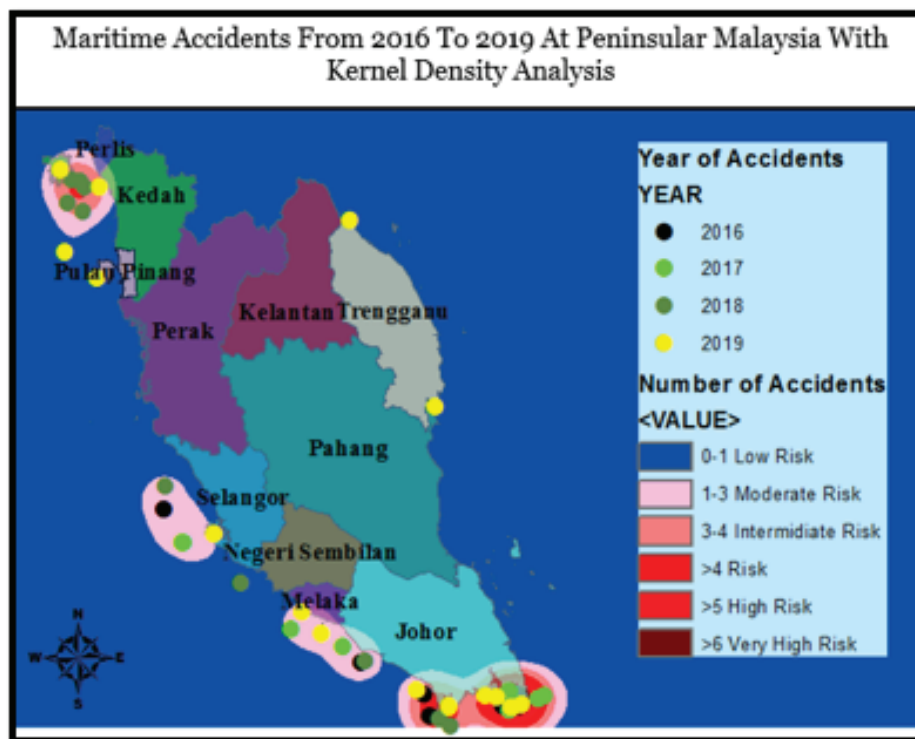 Maritime Accidents From 2016 To 2019 At Peninsular Malaysia With
Kernel Density Analysis
Perlis
Kedah
Pulau Pinang
Perak
Kelantan
Trengganu
Pahang
Selangor
Negeri Sembilan
Melaka
Johor
N
W E
S
Year of Accidents
YEAR
2016
2017
2018
2019
Number of Accidents
<VALUE>
0-1 Low Risk
1-3 Moderate Risk
3-4 Intermidiate Risk
>4 Risk
>5 High Risk
>6 Very High Risk